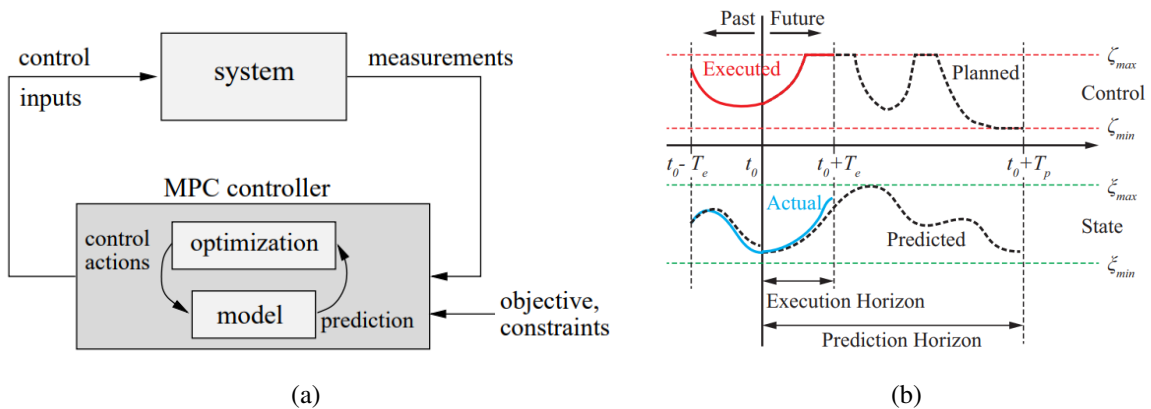 control
inputs
system
measurements
MPC controller
control
actions
optimization
model
prediction
objective,
constraints
(a)
Past
Future
Executed
Planned
ζmax
Control
ζmin
t0 - Te
t0
t0+Te
t0+Tp
ξmax
Actual
State
Predicted
ξmin
Execution Horizon
Prediction Horizon
(b)